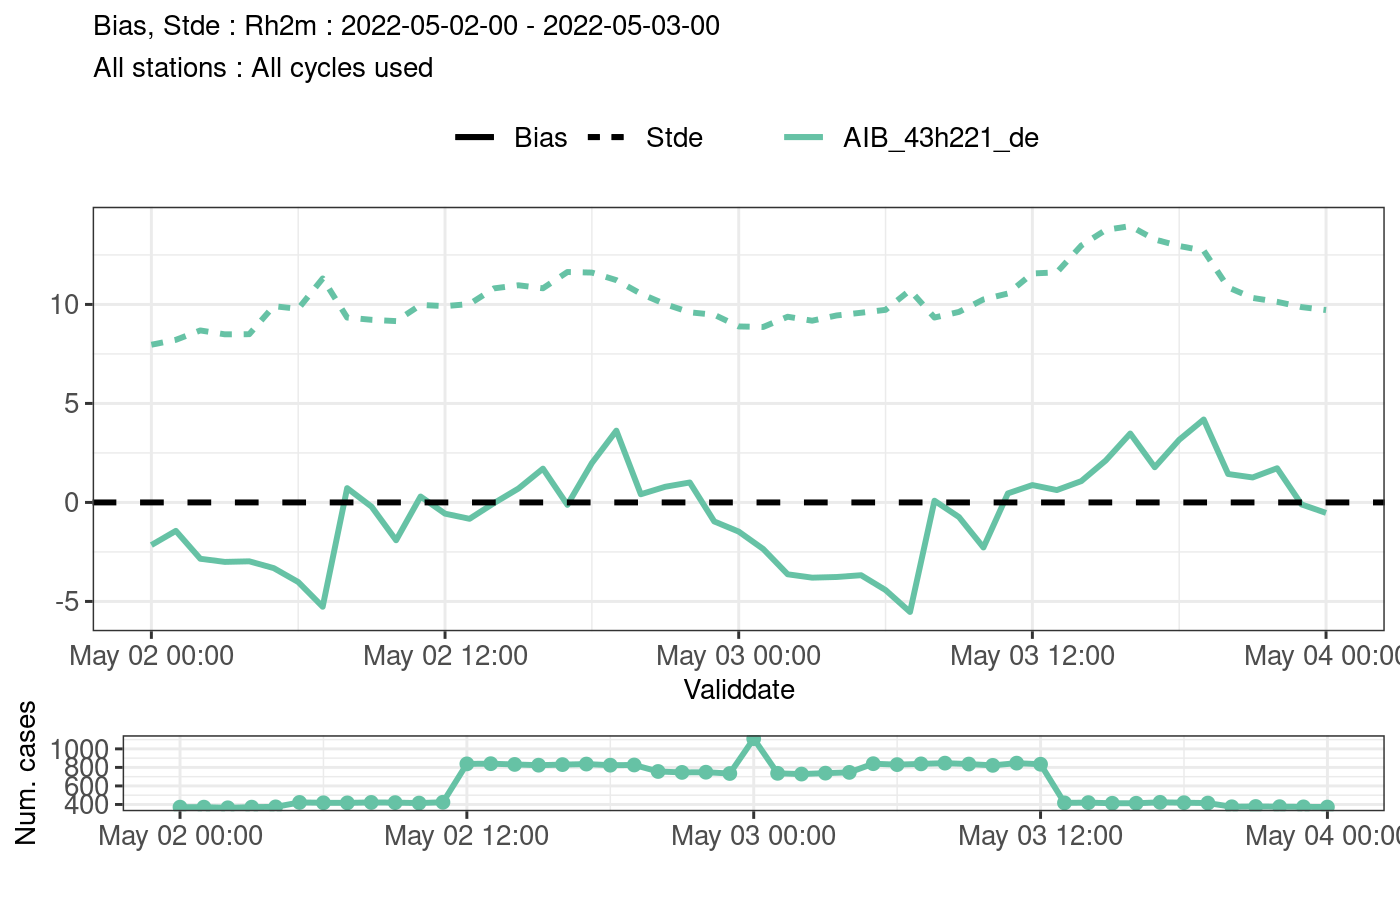 Bias, Stde : Rh2m : 2022-05-02-00 - 2022-05-03-00
All stations : All cycles used
Bias Stde AIB_43h221_de
10
5
0
-5
May 02 00:00 May 02 12:00 May 03 00:00 May 03 12:00 May 04 00:00
Validdate
Num. cases
1000
800
600
400
May 02 00:00 May 02 12:00 May 03 00:00 May 03 12:00 May 04 00:00